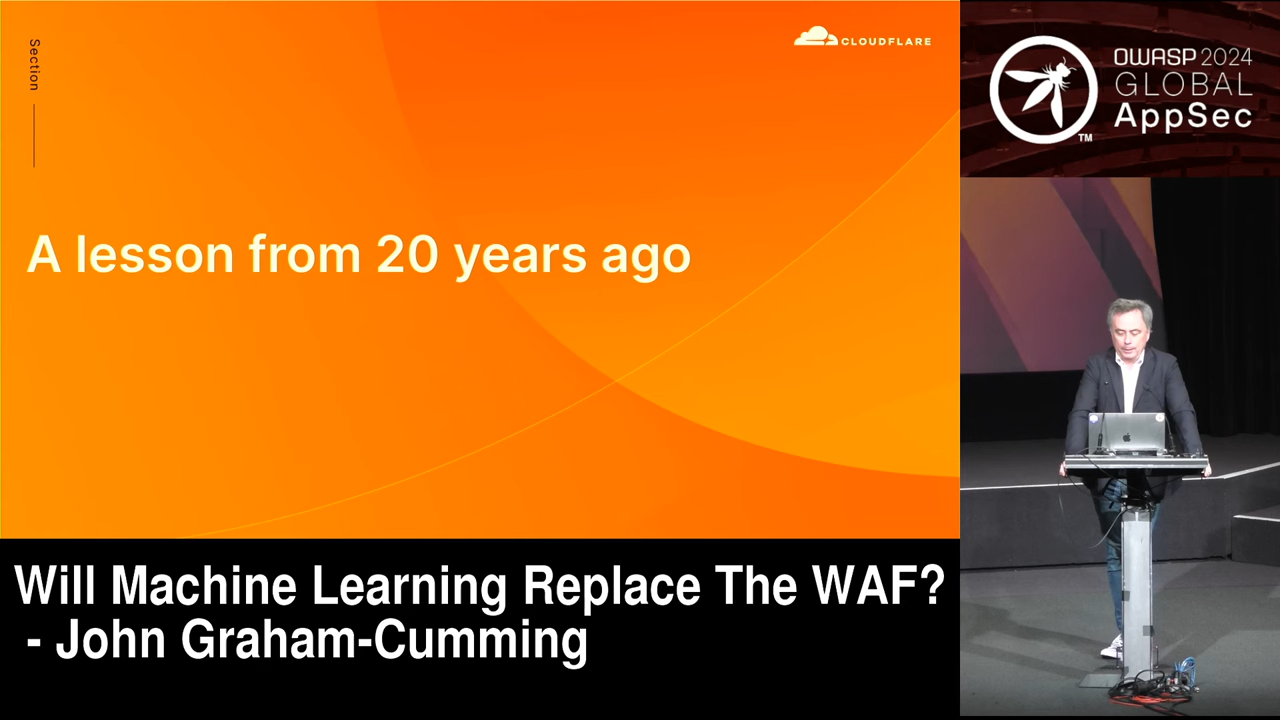 Section
CLOUDFLARE
A lesson from 20 years ago
Will Machine Learning Replace The WAF?
- John Graham-Cumming
OWASP 2024
GLOBAL
AppSec
TM